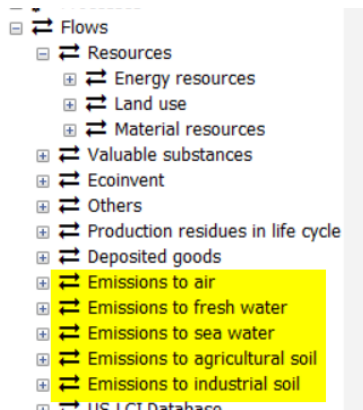 Flows
Resources
Energy resources
Land use
Material resources
Valuable substances
Ecoinvent
Others
Production residues in life cycle
Deposited goods
Emissions to air
Emissions to fresh water
Emissions to sea water
Emissions to agricultural soil
Emissions to industrial soil
US LCI Database